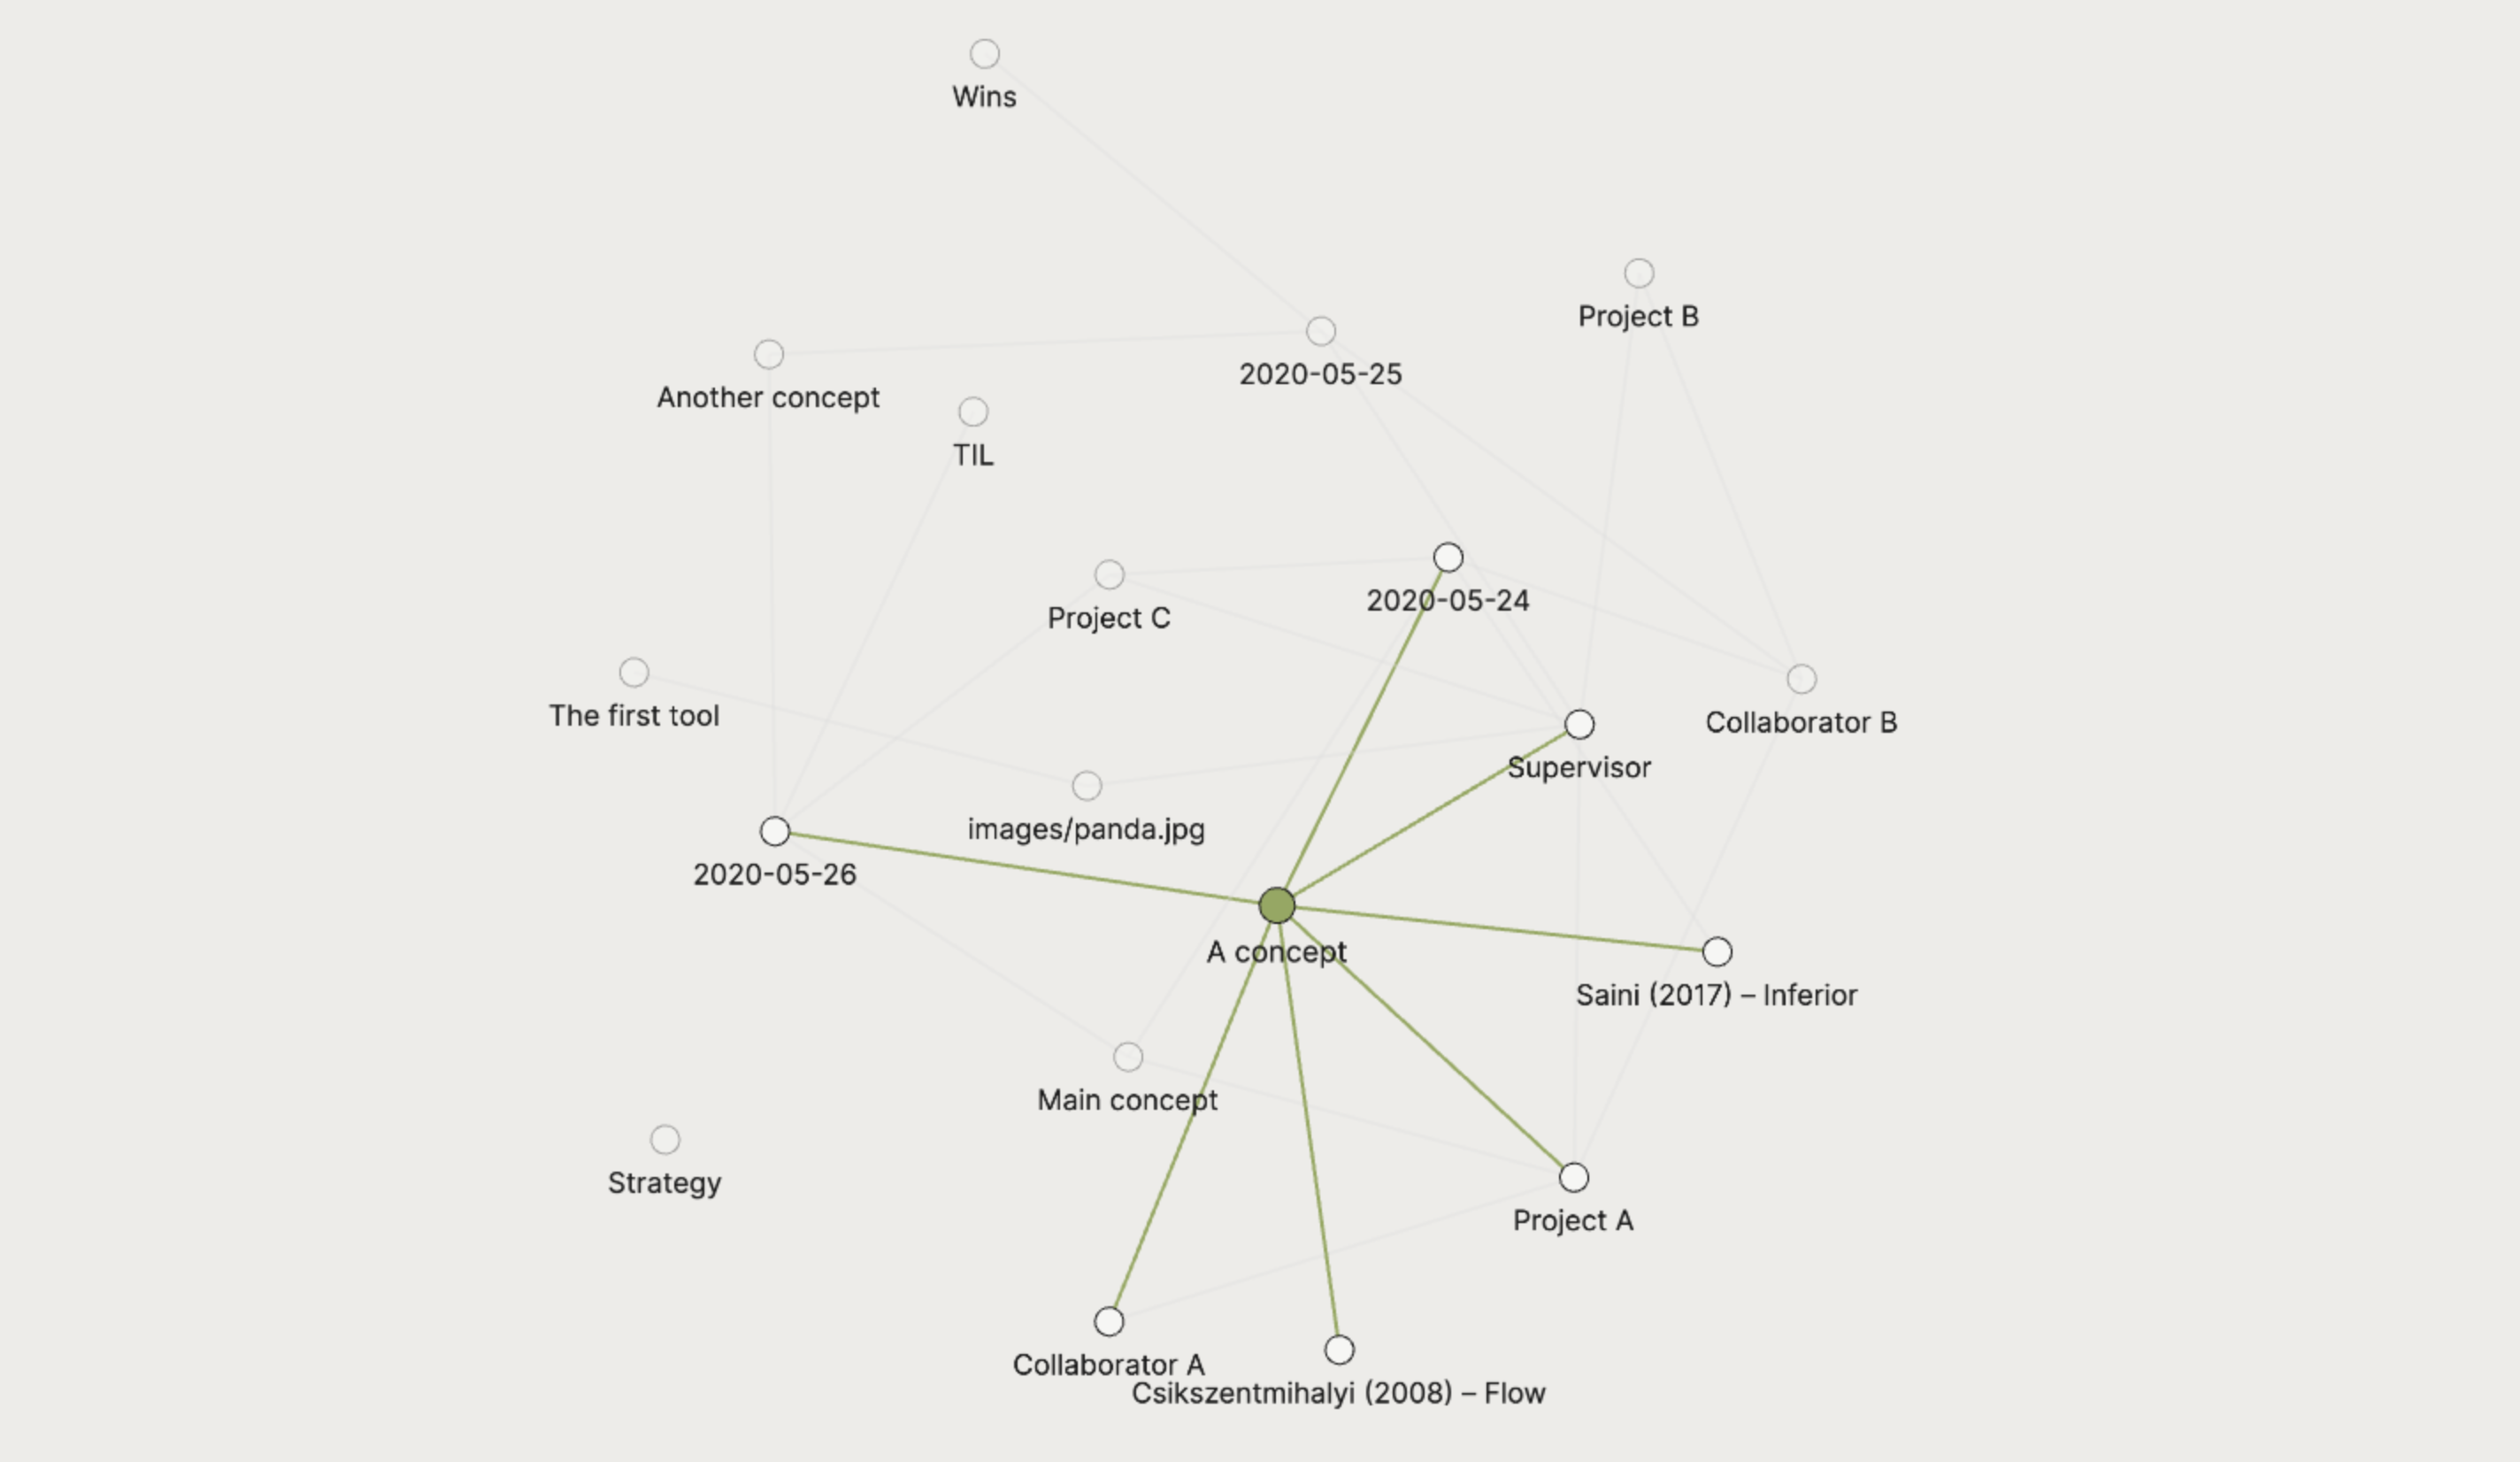 Wins
Project B
2020-05-25
Another concept
TIL
2020-05-24
Project C
The first tool
Collaborator B
Supervisor
images/panda.jpg
2020-05-26
A concept
Saini (2017) – Inferior
Main concept
Strategy
Project A
Collaborator A
Csikszentmihalyi (2008) – Flow